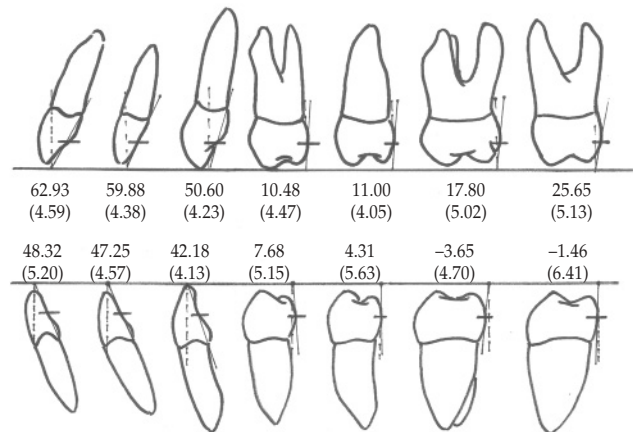 62.93 59.88 50.60 10.48 11.00 17.80 25.65
(4.59) (4.38) (4.23) (4.47) (4.05) (5.02) (5.13)
48.32 47.25 42.18 7.68 4.31 –3.65 –1.46
(5.20) (4.57) (4.13) (5.15) (5.63) (4.70) (6.41)